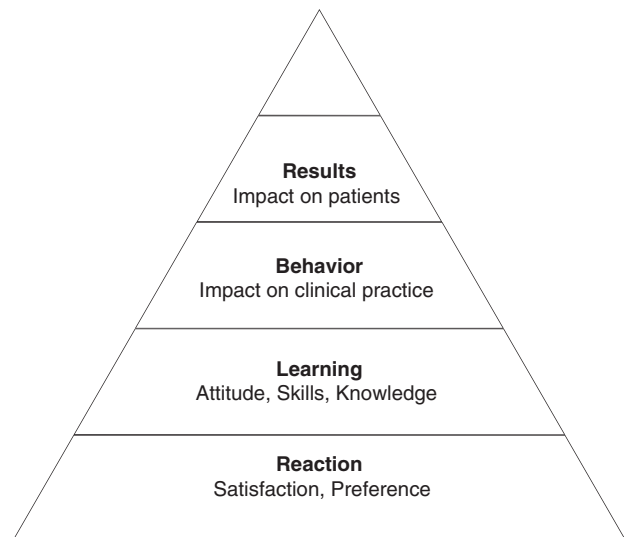 Results
Impact on patients
Behavior
Impact on clinical practice
Learning
Attitude, Skills, Knowledge
Reaction
Satisfaction, Preference